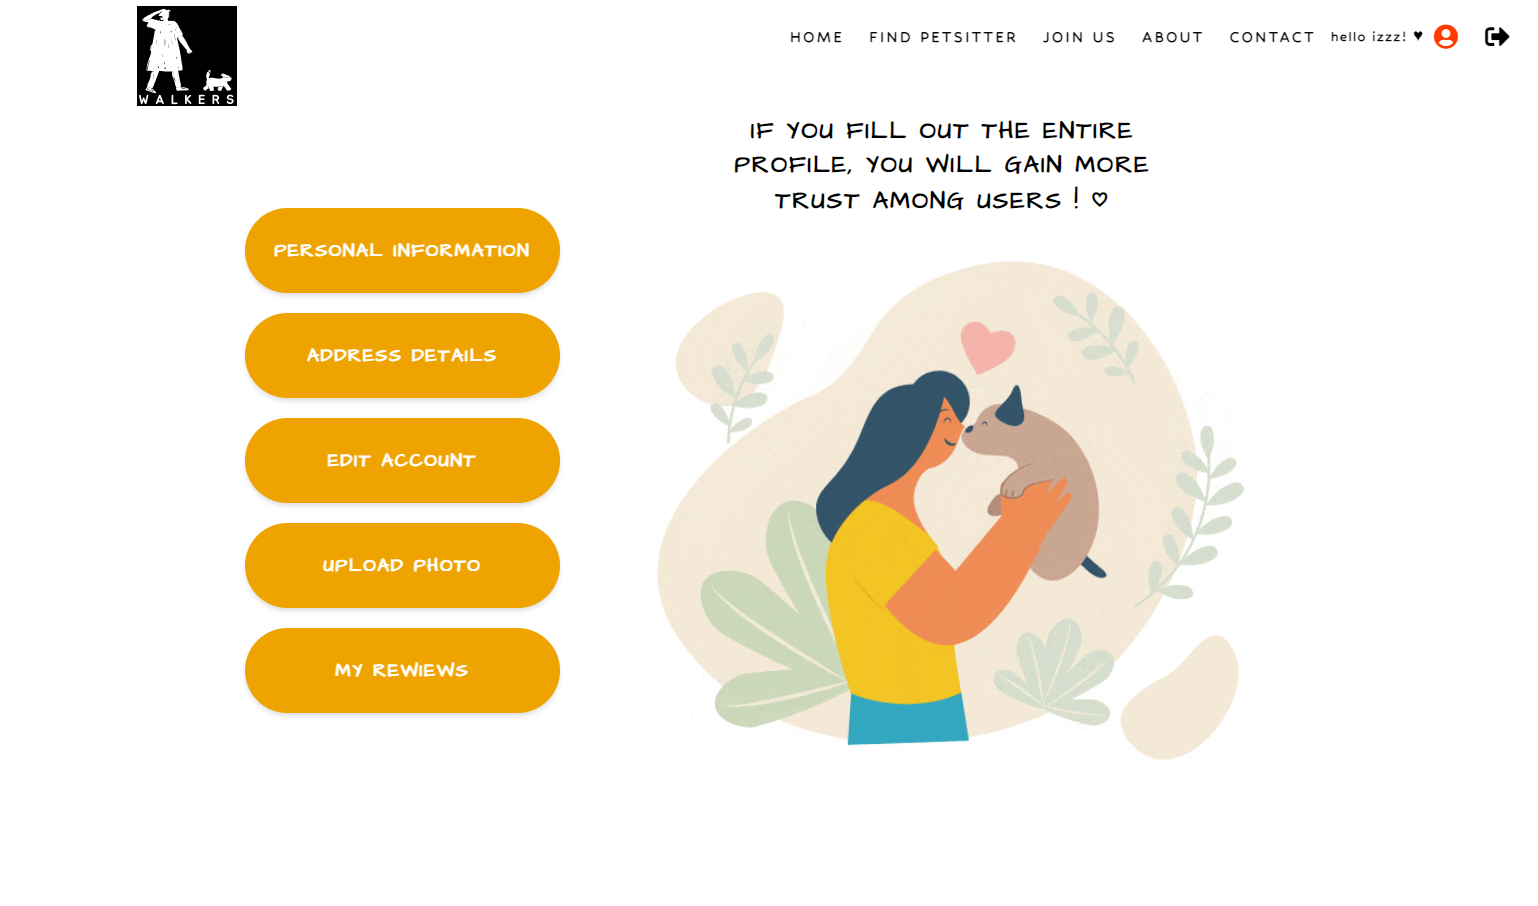 WALKERS
HOME FIND PETSITTER JOIN US ABOUT CONTACT hello izzz! ♥
IF YOU FILL OUT THE ENTIRE
PROFILE, YOU WILL GAIN MORE
TRUST AMONG USERS ! ♡
PERSONAL INFORMATION
ADDRESS DETAILS
EDIT ACCOUNT
UPLOAD PHOTO
MY REWIEWS